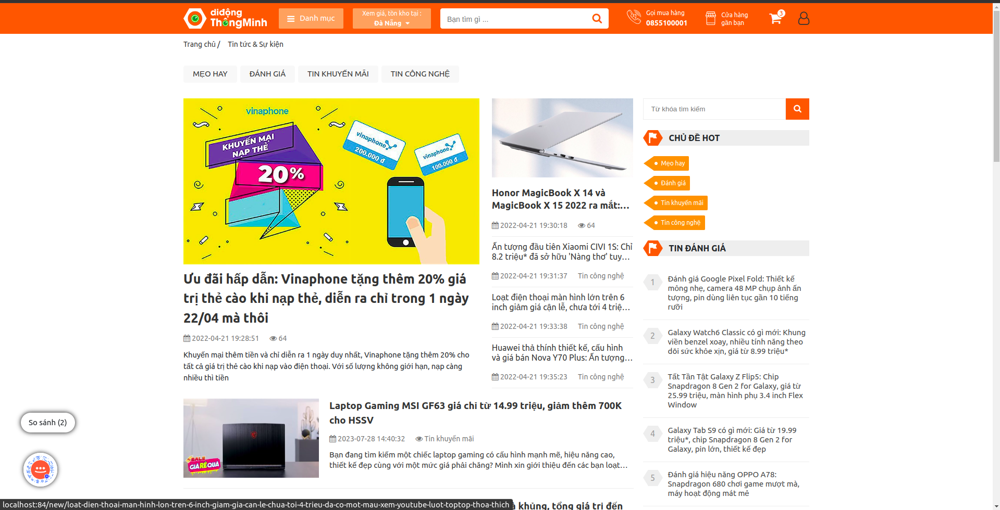 diđộng
ThôngMinh
Danh mục
Xem giá, tồn kho tại :
Đà Nẵng
Bạn tìm gì ...
Gọi mua hàng
0855100001
Cửa hàng
gần bạn
3
Trang chủ /
Tin tức & Sự kiện
MẸO HAY
ĐÁNH GIÁ
TIN KHUYẾN MÃI
TIN CÔNG NGHỆ
vinaphone
KHUYẾN MẠI
NẠP THẺ
20%
vinaphone
200.000 đ
vinaphone
100.000 đ
Ưu đãi hấp dẫn: Vinaphone tặng thêm 20% giá
trị thẻ cào khi nạp thẻ, diễn ra chỉ trong 1 ngày
22/04 mà thôi
2022-04-21 19:28:51
64
Khuyến mại thêm tiền và chỉ diễn ra 1 ngày duy nhất, Vinaphone tặng thêm 20% cho
tất cả giá trị thẻ cào khi nạp vào điện thoại. Với số lượng không giới hạn, nạp càng
nhiều thì tiền
Honor MagicBook X 14 và
MagicBook X 15 2022 ra mắt:...
2022-04-21 19:30:18
64
Ấn tượng đầu tiên Xiaomi CIVI 1S: Chỉ
8.2 triệu* đã sở hữu 'Nàng thơ' tuy...
2022-04-21 19:31:37
Tin công nghệ
Loạt điện thoại màn hình lớn trên 6
inch giảm giá cận lễ, chưa tới 4 triệ...
2022-04-21 19:33:38
Tin công nghệ
Huawei thả thính thiết kế, cấu hình
và giá bán Nova Y70 Plus: Ấn tượng...
2022-04-21 19:35:23
Tin công nghệ
SALE
GIÁ RẺ QUÁ
Laptop Gaming MSI GF63 giá chỉ từ 14.99 triệu, giảm thêm 700K
cho HSSV
2023-07-28 14:40:32
Tin khuyến mãi
Bạn đang tìm kiếm một chiếc laptop gaming có cấu hình mạnh mẽ, hiệu năng cao,
thiết kế đẹp cùng với một mức giá phải chăng? Mình xin giới thiệu đến các bạn loạt...
à khủng, tổng giá trị đến
Từ khóa tìm kiếm
CHỦ ĐỀ HOT
Mẹo hay
Đánh giá
Tin khuyến mãi
Tin công nghệ
TIN ĐÁNH GIÁ
1
Đánh giá Google Pixel Fold: Thiết kế
mỏng nhẹ, camera 48 MP chụp ảnh ấn
tượng, pin dùng liên tục gần 10 tiếng
rưỡi
2
Galaxy Watch6 Classic có gì mới: Khung
viền benzel xoay, nhiều tính năng theo
dõi sức khỏe xịn, giá từ 8.99 triệu*
3
Tất Tần Tật Galaxy Z Flip5: Chip
Snapdragon 8 Gen 2 for Galaxy, giá từ
25.99 triệu, màn hình phụ 3.4 inch Flex
Window
4
Galaxy Tab S9 có gì mới: Giá từ 19.99
triệu*, chip Snapdragon 8 Gen 2 for
Galaxy, pin lớn, thiết kế đẹp
5
Đánh giá hiệu năng OPPO A78:
Snapdragon 680 chơi game mượt mà,
máy hoạt động mát mẻ
So sánh (2)
localhost:84/new/loat-dien-thoai-man-hinh-lon-tren-6-inch-giam-gia-can-le-chua-toi-4-trieu-da-co-mot-mau-xem-youtube-luot-toptop-thoa-thich